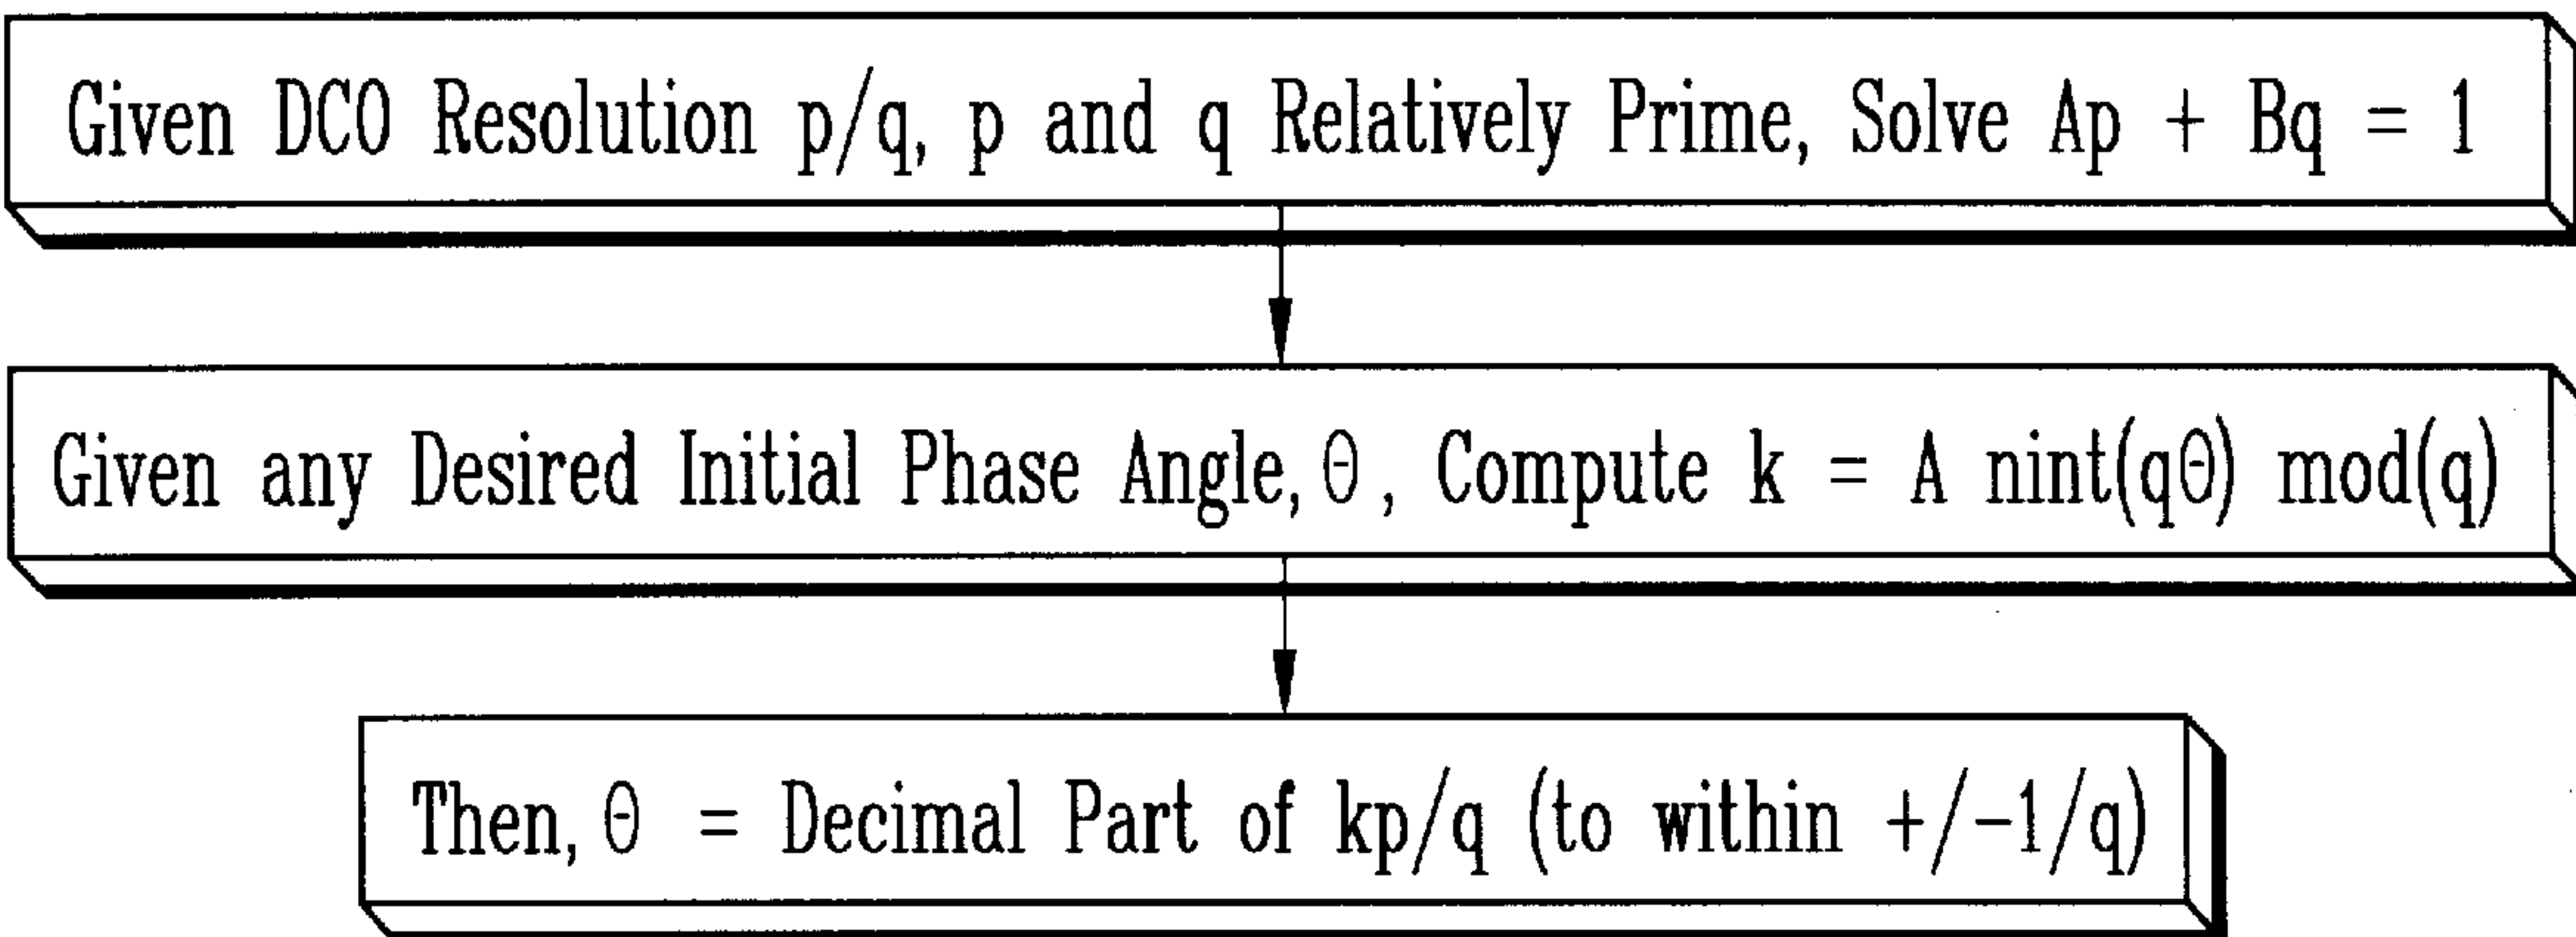 Given DCO Resolution p/q, p and q Relatively Prime, Solve Ap + Bq = 1
Given any Desired Initial Phase Angle, Θ, Compute k = A nint(qΘ) mod(q)
Then, Θ = Decimal Part of kp/q (to within +/-1/q)